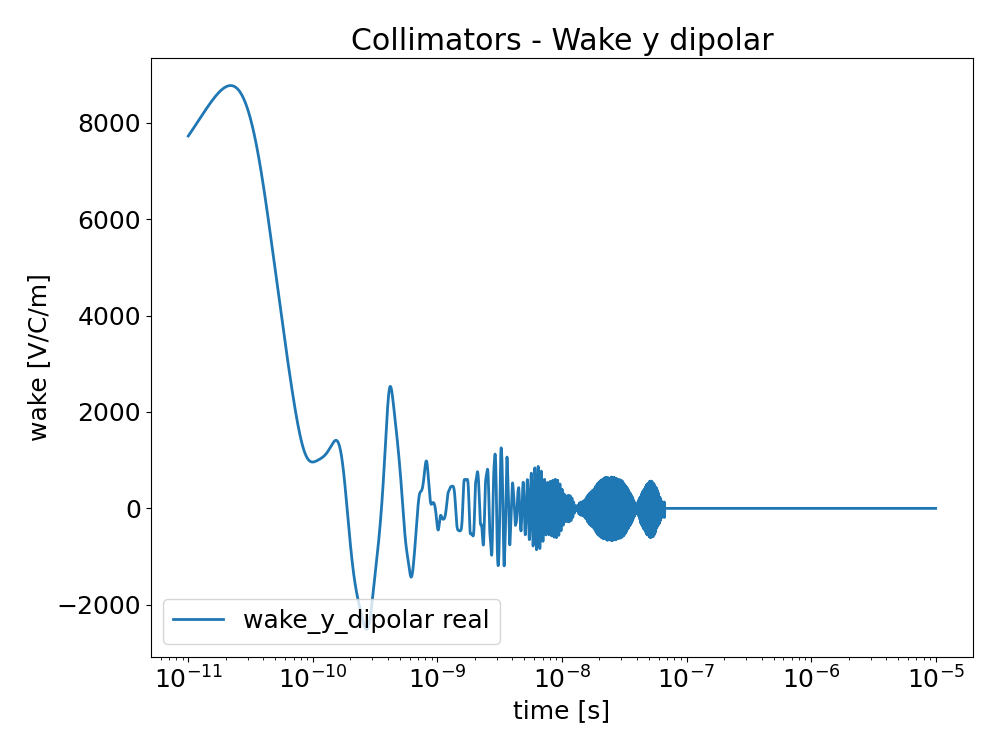 Collimators - Wake y dipolar
wake [V/C/m]
8000
6000
4000
2000
0
−2000
wake_y_dipolar real
10⁻¹¹ 10⁻¹⁰ 10⁻⁹ 10⁻⁸ 10⁻⁷ 10⁻⁶ 10⁻⁵
time [s]